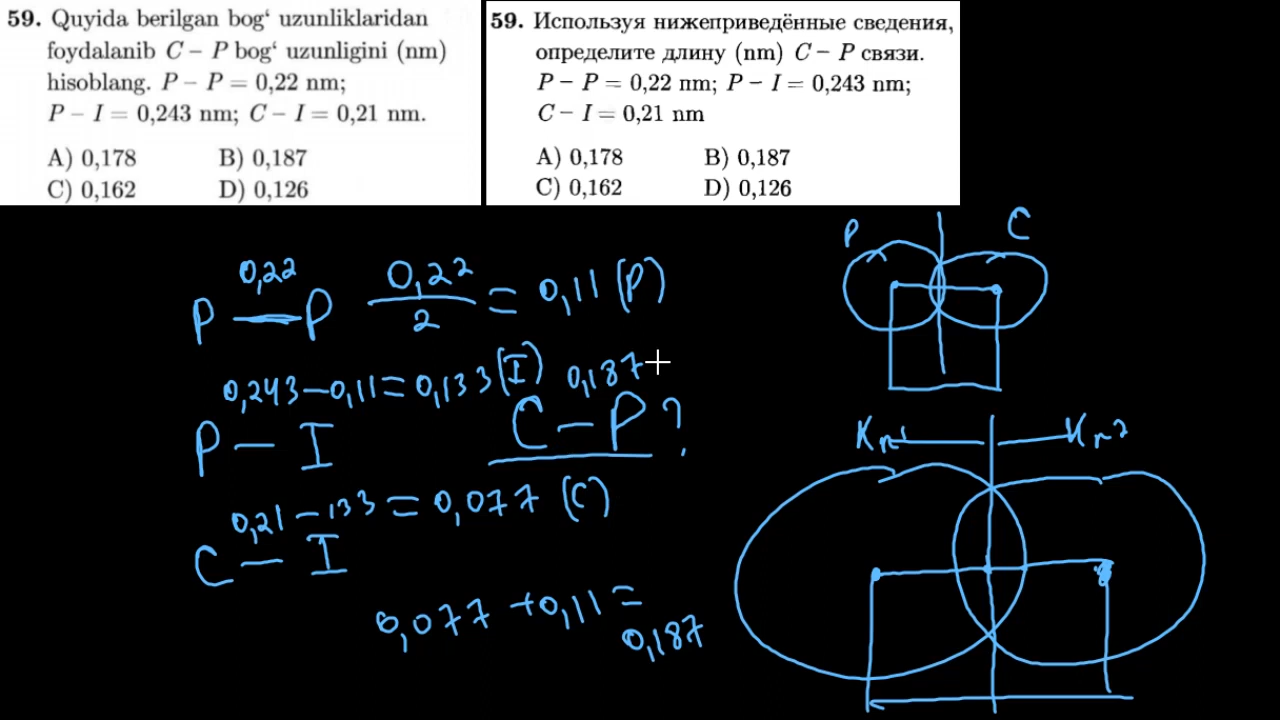 59. Quyida berilgan bog‘ uzunliklaridan
foydalanib C – P bog‘ uzunligini (nm)
hisoblang. P – P = 0,22 nm;
P – I = 0,243 nm; C – I = 0,21 nm.
A) 0,178 B) 0,187
C) 0,162 D) 0,126
59. Используя нижеприведённые сведения,
определите длину (nm) C – P связи.
P – P = 0,22 nm; P – I = 0,243 nm;
C – I = 0,21 nm
A) 0,178 B) 0,187
C) 0,162 D) 0,126
P C
0,22
P — P 0,22/2 = 0,11 (P)
0,243 – 0,11 = 0,133 (I) 0,187
P – I C – P ?
0,21 – 133 = 0,077 (C)
C – I
0,077 + 0,11 =
0,187